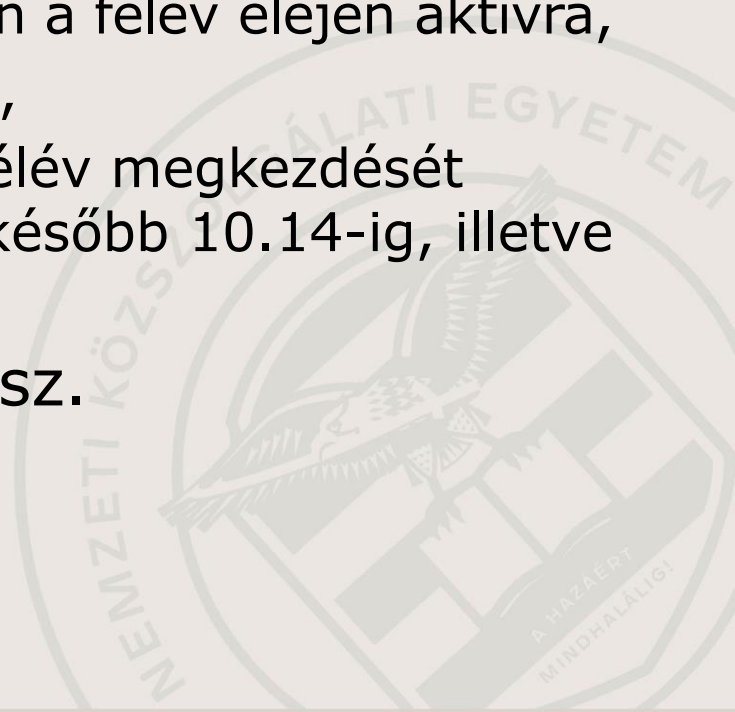 n a félév elején aktívra,
,
élév megkezdését
később 10.14-ig, illetve
sz.
NEMZETI KÖZSZOLGÁLATI EGYETEM
A HAZÁÉRT
MINDHALÁLIG!